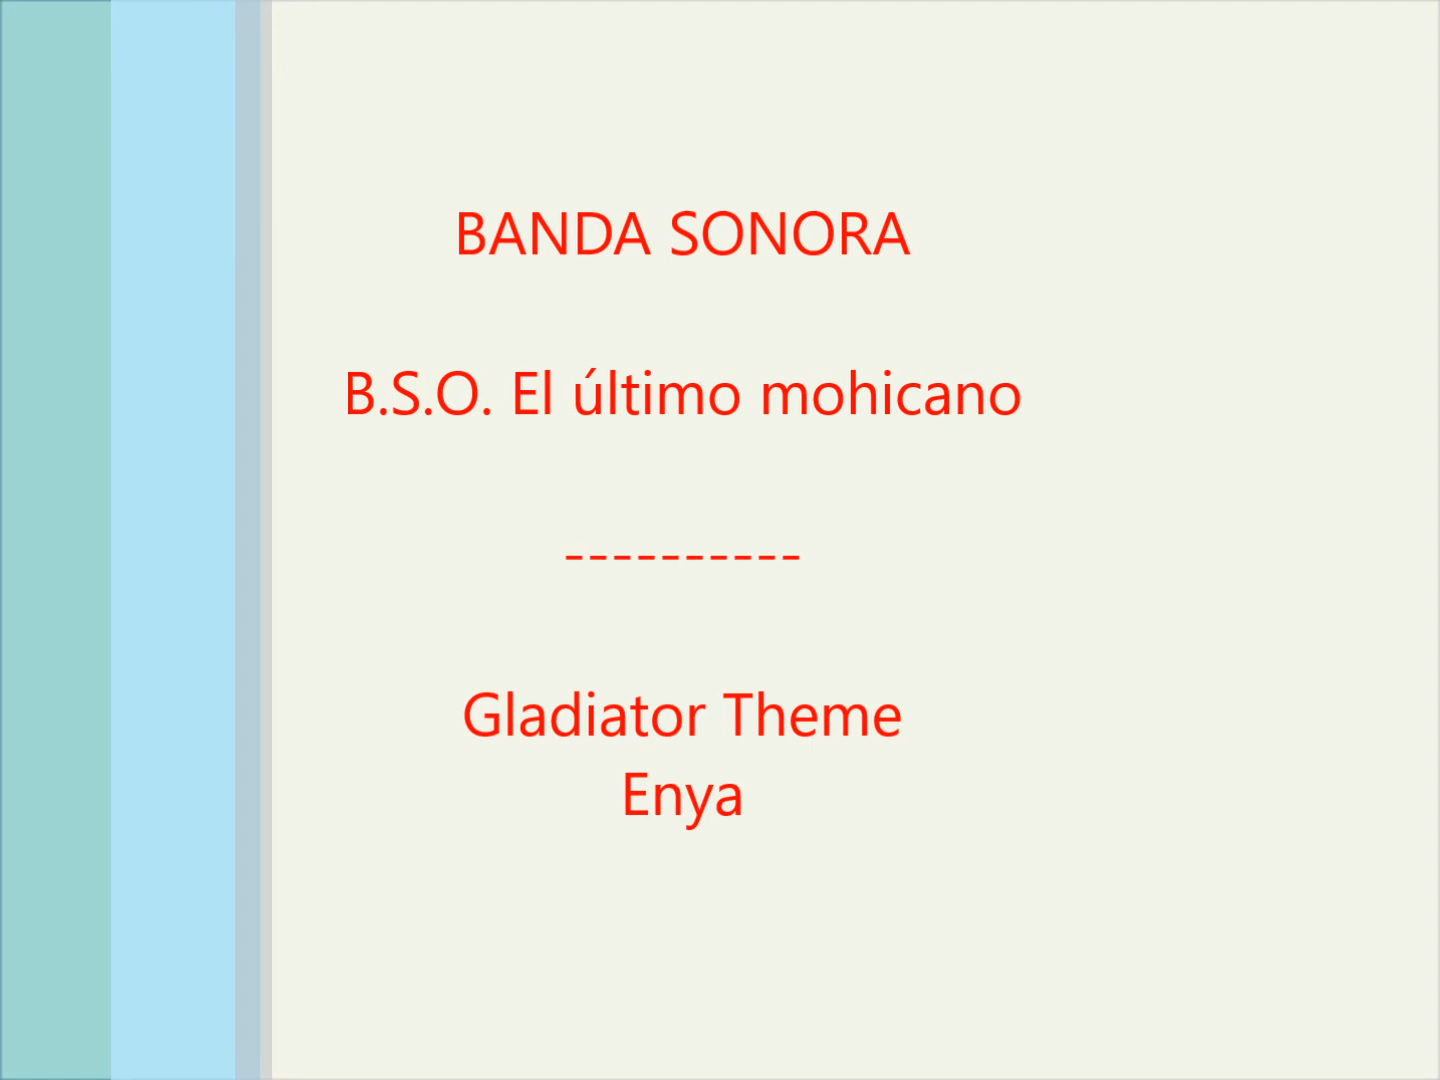 BANDA SONORA
B.S.O. El último mohicano
----------
Gladiator Theme
Enya